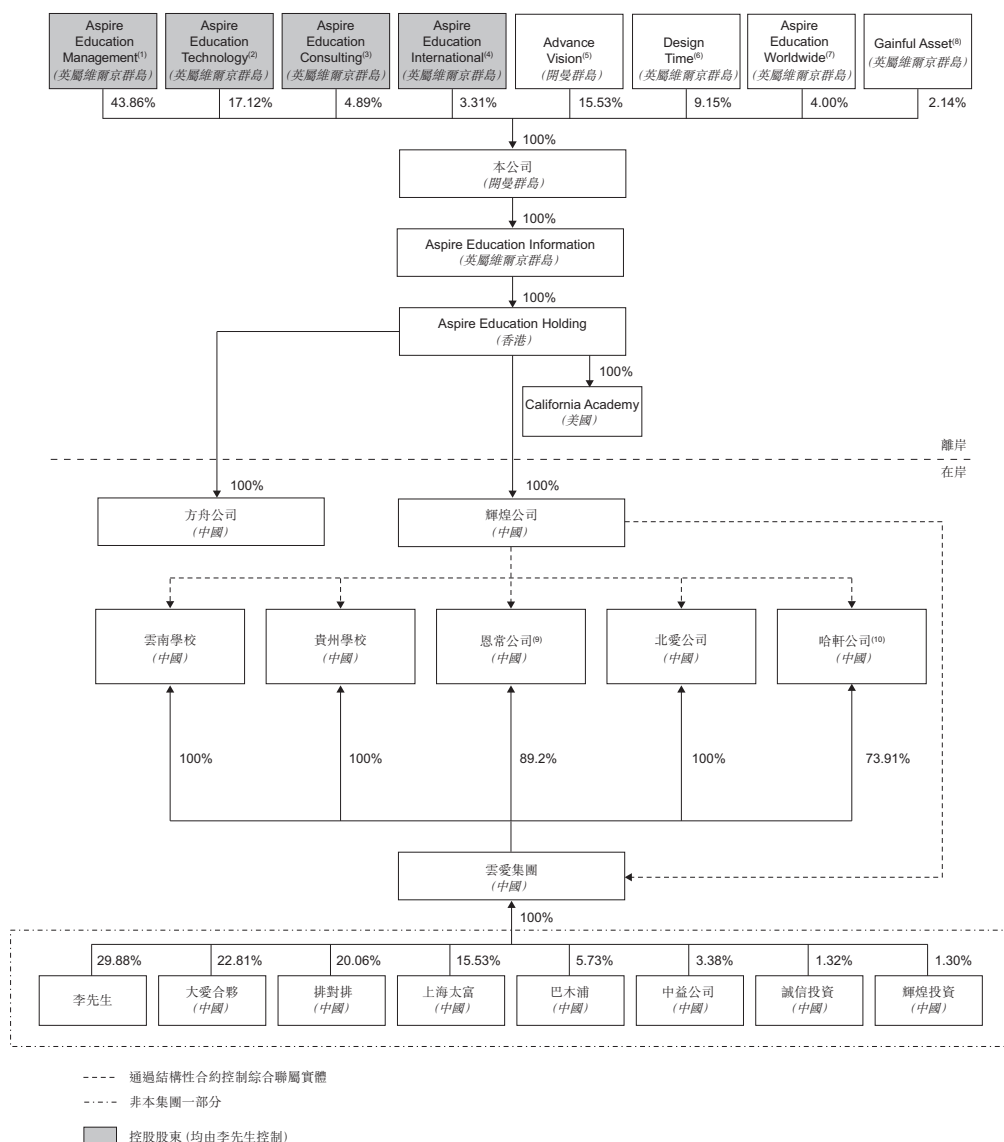 Aspire
Education
Management(1)
(英屬維爾京群島)
Aspire
Education
Technology(2)
(英屬維爾京群島)
Aspire
Education
Consulting(3)
(英屬維爾京群島)
Aspire
Education
International(4)
(英屬維爾京群島)
Advance
Vision(5)
(開曼群島)
Design
Time(6)
(英屬維爾京群島)
Aspire
Education
Worldwide(7)
(英屬維爾京群島)
Gainful Asset(8)
(英屬維爾京群島)
43.86%
17.12%
4.89%
3.31%
15.53%
9.15%
4.00%
2.14%
100%
本公司
(開曼群島)
100%
Aspire Education Information
(英屬維爾京群島)
100%
Aspire Education Holding
(香港)
100%
California Academy
(美國)
離岸
在岸
100%
100%
方舟公司
(中國)
輝煌公司
(中國)
雲南學校
(中國)
貴州學校
(中國)
恩常公司(9)
(中國)
北愛公司
(中國)
哈軒公司(10)
(中國)
100%
100%
89.2%
100%
73.91%
雲愛集團
(中國)
100%
29.88%
22.81%
20.06%
15.53%
5.73%
3.38%
1.32%
1.30%
李先生
大愛合夥
(中國)
排對排
(中國)
上海太富
(中國)
巴木浦
(中國)
中益公司
(中國)
誠信投資
(中國)
輝煌投資
(中國)
通過結構性合約控制綜合聯屬實體
非本集團一部分
控股股東 (均由李先生控制)